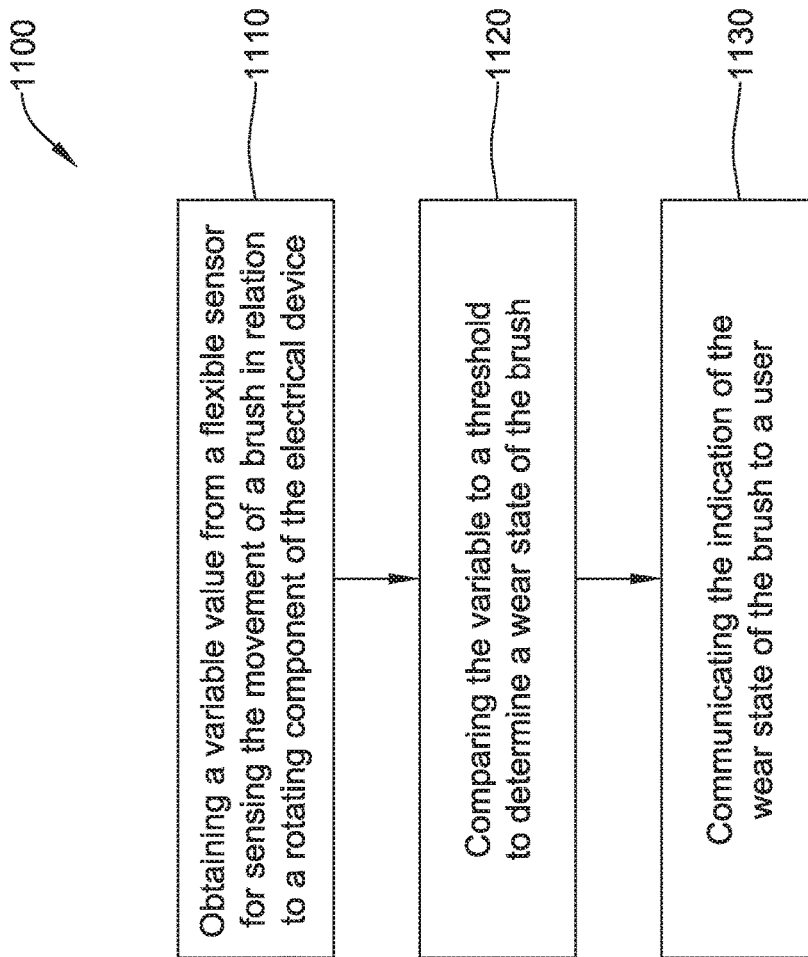 1100
Obtaining a variable value from a flexible sensor
for sensing the movement of a brush in relation
to a rotating component of the electrical device
1110
Comparing the variable to a threshold
to determine a wear state of the brush
1120
Communicating the indication of the
wear state of the brush to a user
1130